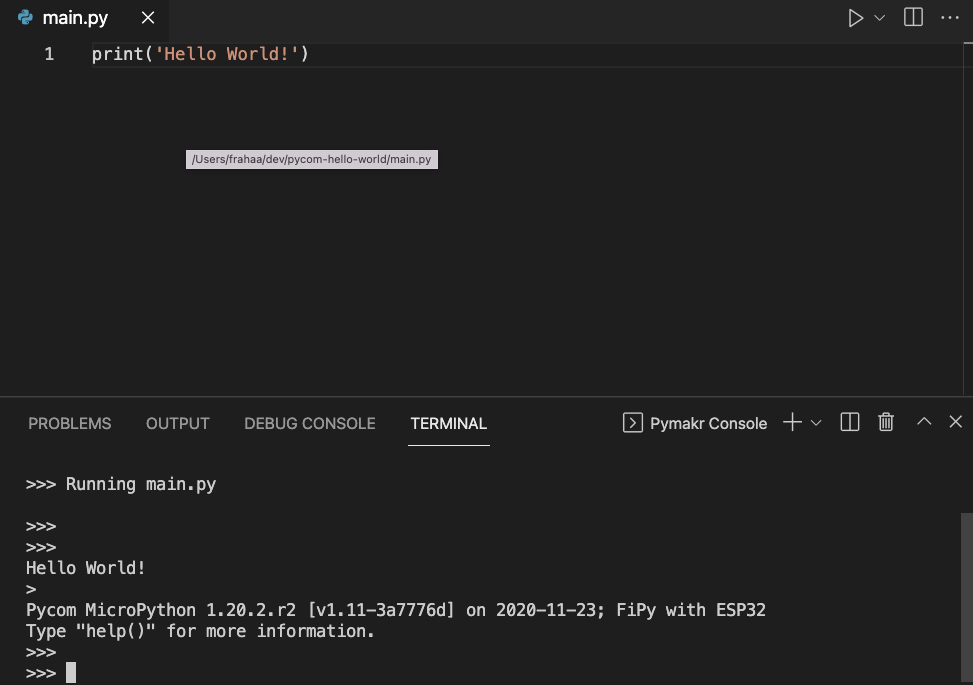 main.py
1 print('Hello World!')
/Users/frahaa/dev/pycom-hello-world/main.py
PROBLEMS OUTPUT DEBUG CONSOLE TERMINAL Pymakr Console
>>> Running main.py
>>>
>>>
Hello World!
>
Pycom MicroPython 1.20.2.r2 [v1.11-3a7776d] on 2020-11-23; FiPy with ESP32
Type "help()" for more information.
>>>
>>>